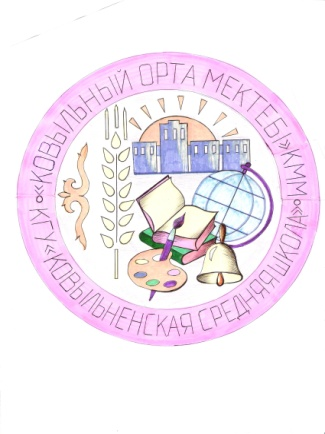 «КОВЫЛЬНЫЙ ОРТА МЕКТЕБІ» КММ
КГУ «КОВЫЛЬНЕНСКАЯ СРЕДНЯЯ ШКОЛА»